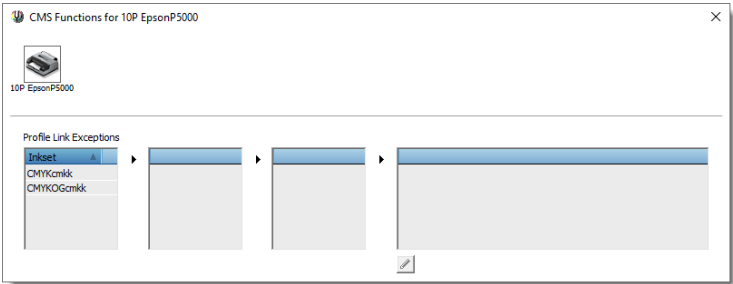 CMS Functions for 10P EpsonP5000
10P EpsonP5000
Profile Link Exceptions
Inkset
CMYKcmkk
CMYKOGcmkk